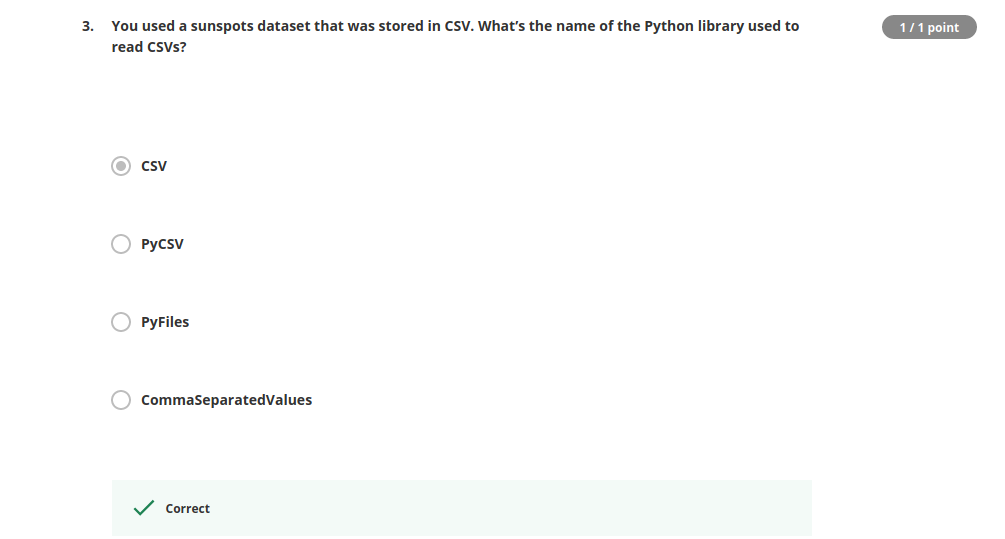 3. You used a sunspots dataset that was stored in CSV. What’s the name of the Python library used to
read CSVs?
1 / 1 point
CSV
PyCSV
PyFiles
CommaSeparatedValues
Correct